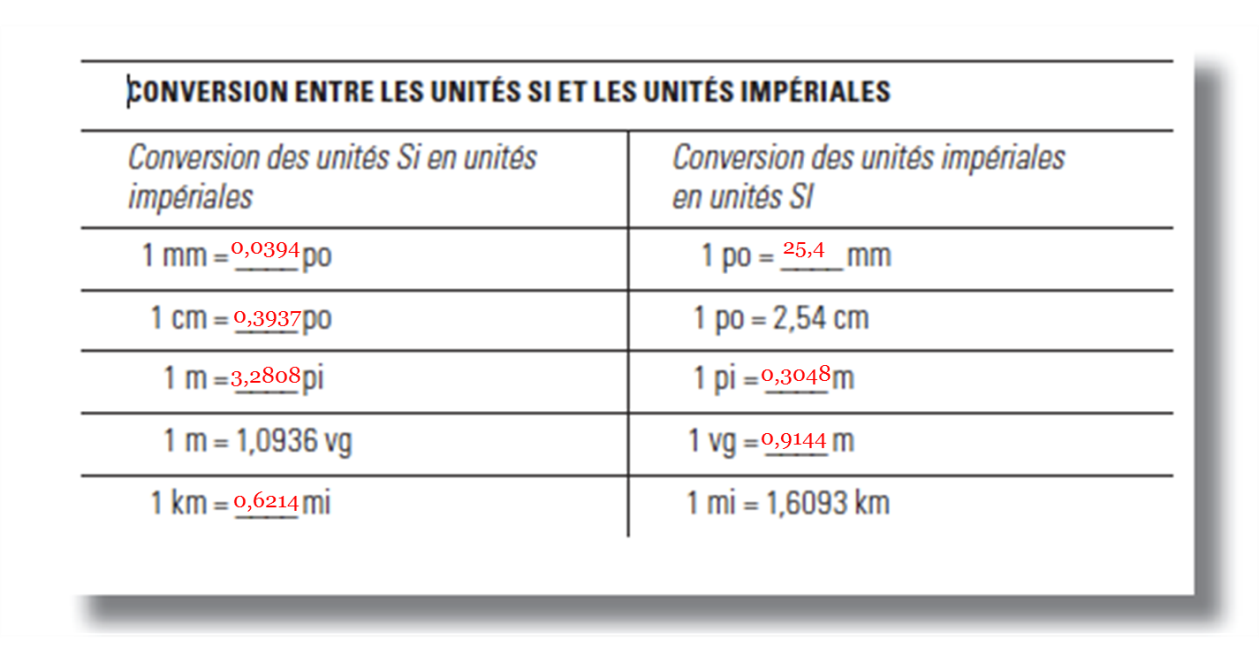 CONVERSION ENTRE LES UNITÉS SI ET LES UNITÉS IMPÉRIALES
Conversion des unités Si en unités
impériales
Conversion des unités impériales
en unités SI
1 mm = 0,0394 po
1 po = 25,4 mm
1 cm = 0,3937 po
1 po = 2,54 cm
1 m = 3,2808 pi
1 pi = 0,3048 m
1 m = 1,0936 vg
1 vg = 0,9144 m
1 km = 0,6214 mi
1 mi = 1,6093 km